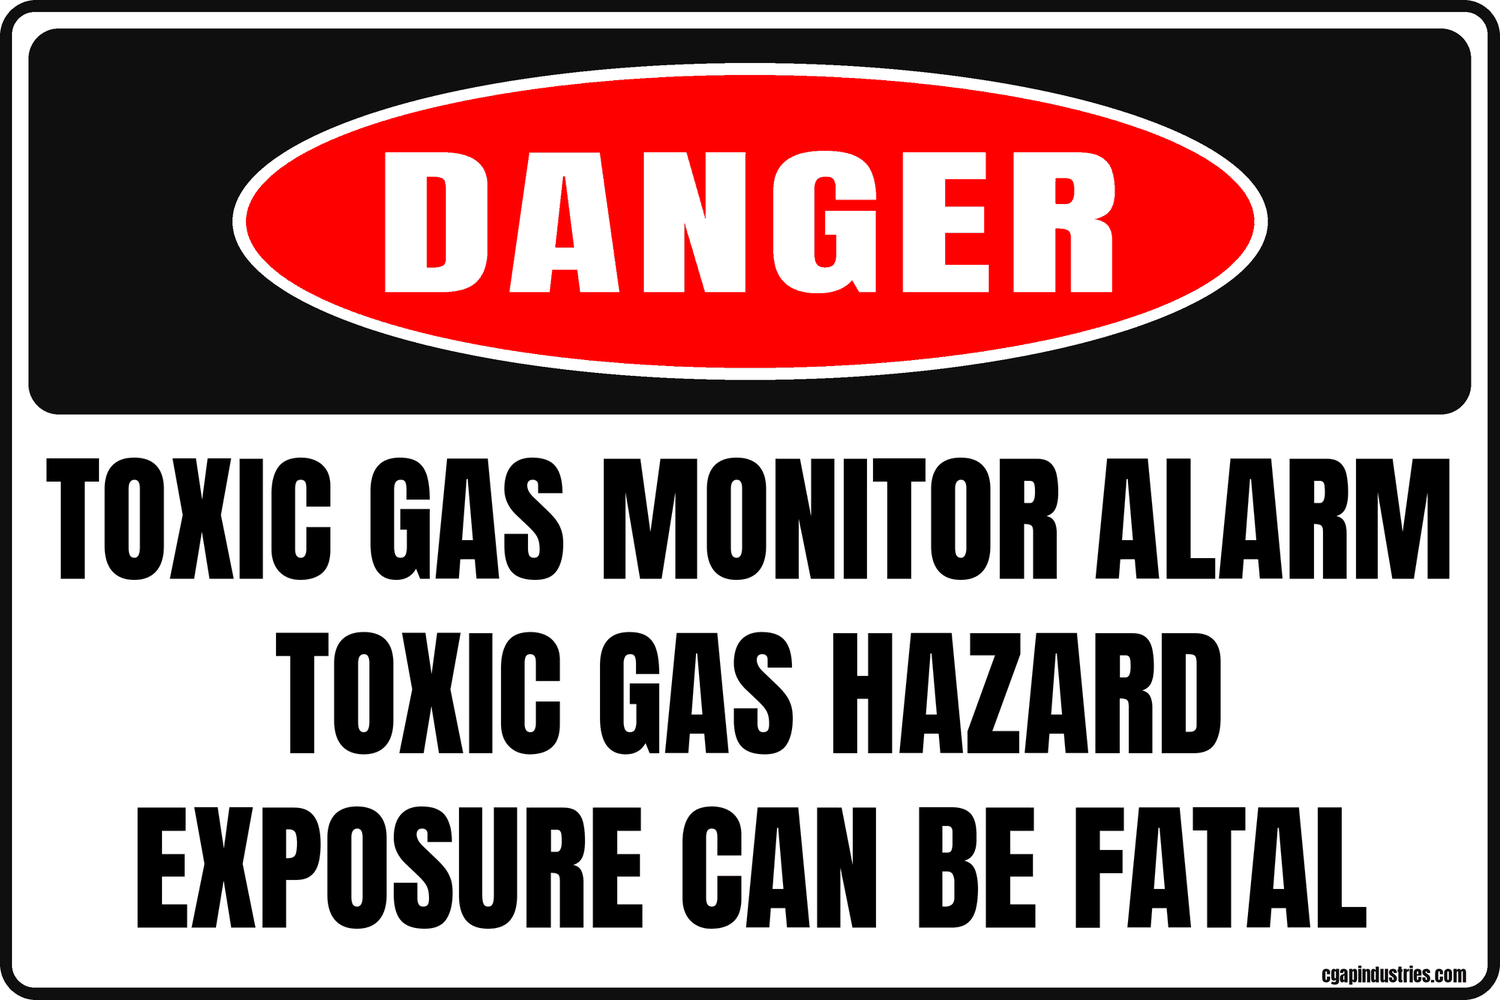 DANGER
TOXIC GAS MONITOR ALARM
TOXIC GAS HAZARD
EXPOSURE CAN BE FATAL
cgapindustries.com